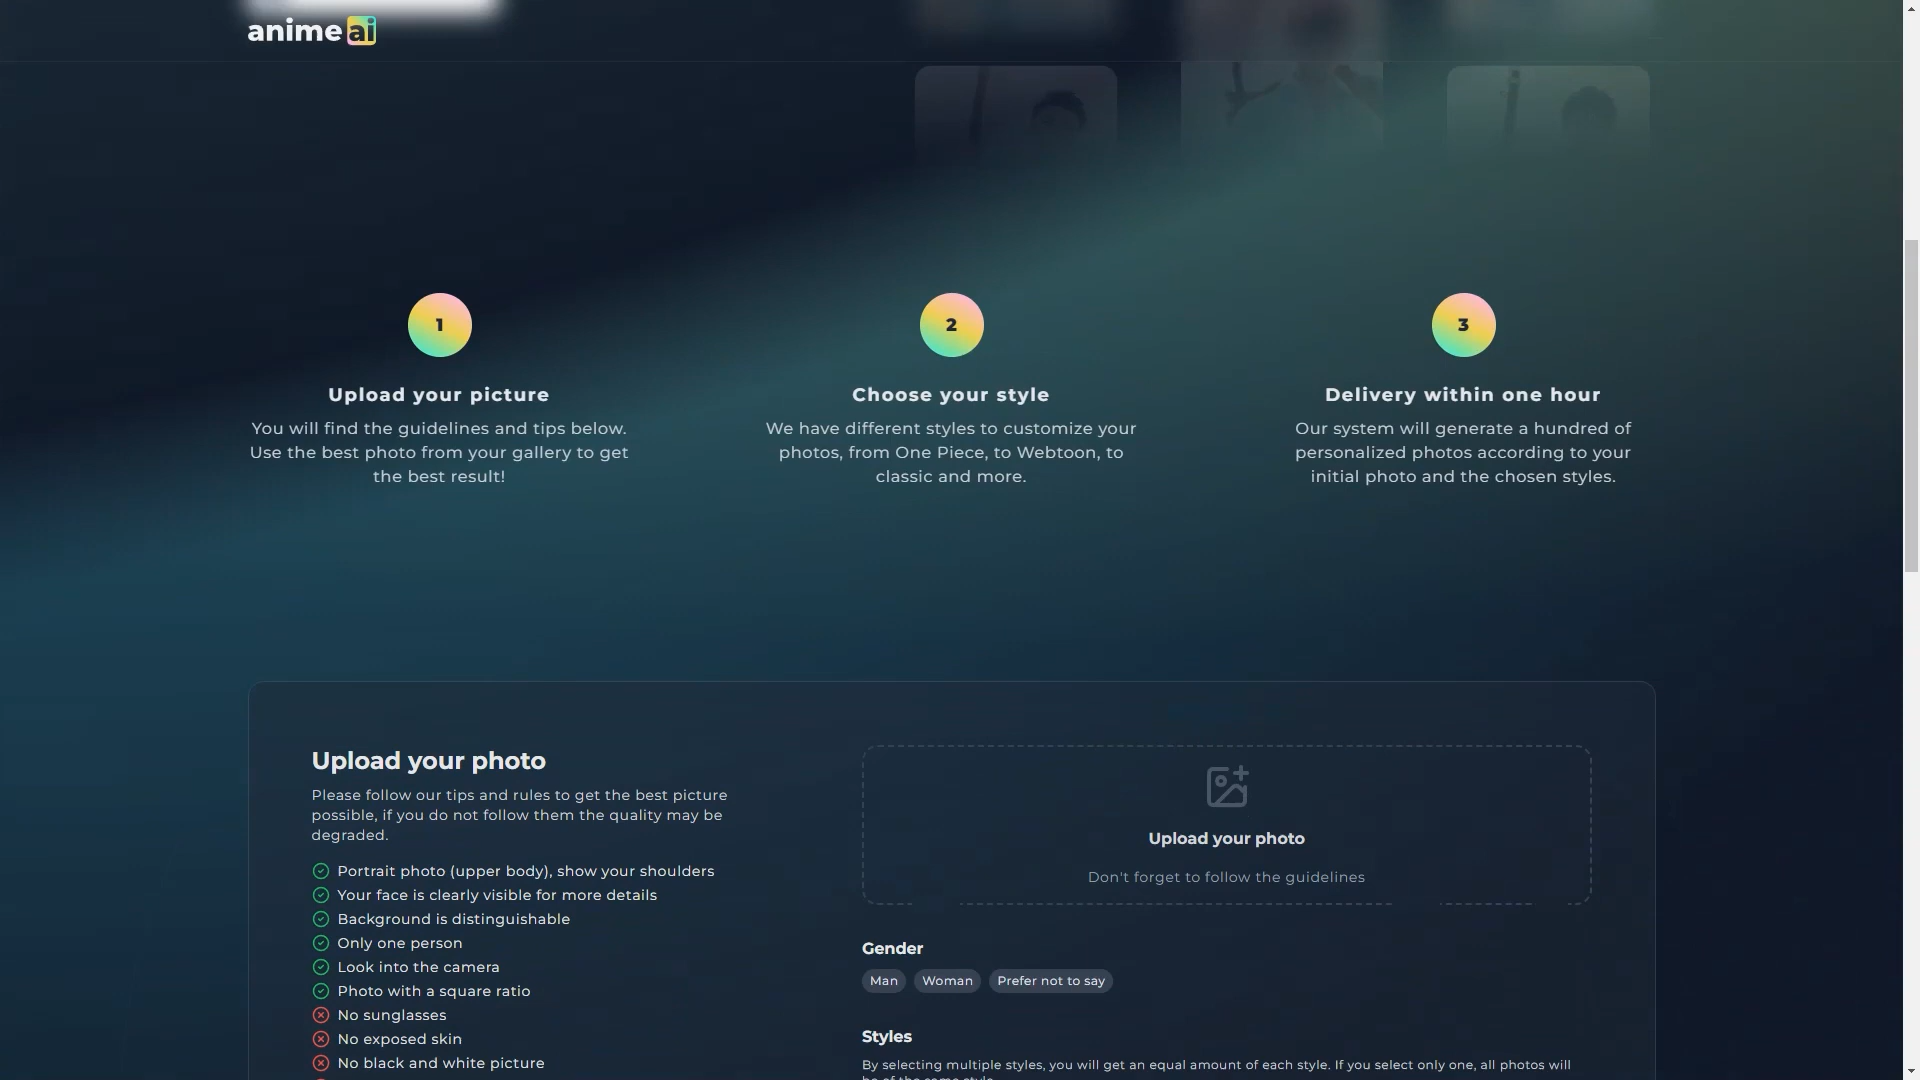 anime ai
1
Upload your picture
You will find the guidelines and tips below.
Use the best photo from your gallery to get
the best result!
2
Choose your style
We have different styles to customize your
photos, from One Piece, to Webtoon, to
classic and more.
3
Delivery within one hour
Our system will generate a hundred of
personalized photos according to your
initial photo and the chosen styles.
Upload your photo
Please follow our tips and rules to get the best picture
possible, if you do not follow them the quality may be
degraded.
Portrait photo (upper body), show your shoulders
Your face is clearly visible for more details
Background is distinguishable
Only one person
Look into the camera
Photo with a square ratio
No sunglasses
No exposed skin
No black and white picture
Upload your photo
Don't forget to follow the guidelines
Gender
Man Woman Prefer not to say
Styles
By selecting multiple styles, you will get an equal amount of each style. If you select only one, all photos will